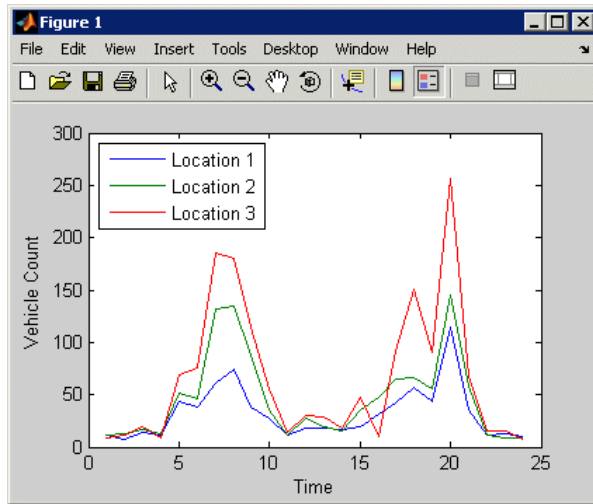 Figure 1
File Edit View Insert Tools Desktop Window Help
300
250
200
150
100
50
0
Vehicle Count
Location 1
Location 2
Location 3
0 5 10 15 20 25
Time